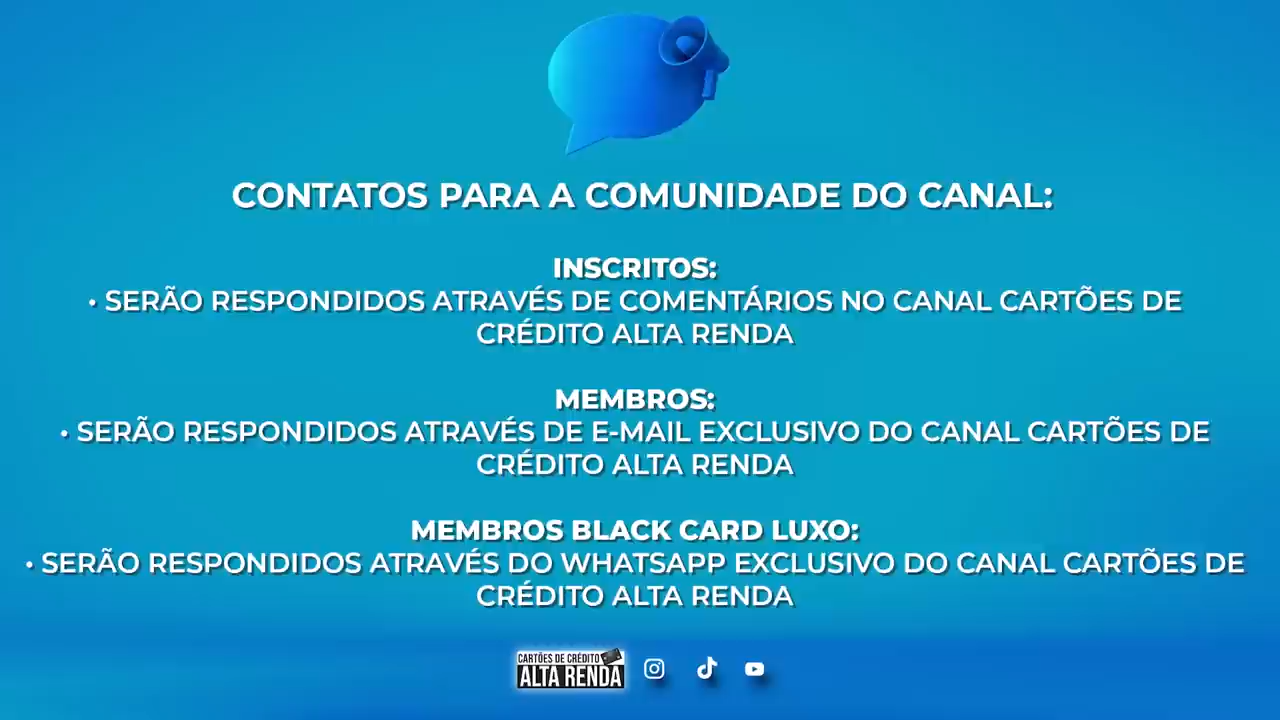 CONTATOS PARA A COMUNIDADE DO CANAL:
INSCRITOS:
• SERÃO RESPONDIDOS ATRAVÉS DE COMENTÁRIOS NO CANAL CARTÕES DE
CRÉDITO ALTA RENDA
MEMBROS:
• SERÃO RESPONDIDOS ATRAVÉS DE E-MAIL EXCLUSIVO DO CANAL CARTÕES DE
CRÉDITO ALTA RENDA
MEMBROS BLACK CARD LUXO:
• SERÃO RESPONDIDOS ATRAVÉS DO WHATSAPP EXCLUSIVO DO CANAL CARTÕES DE
CRÉDITO ALTA RENDA
CARTÕES DE CRÉDITO
ALTA RENDA